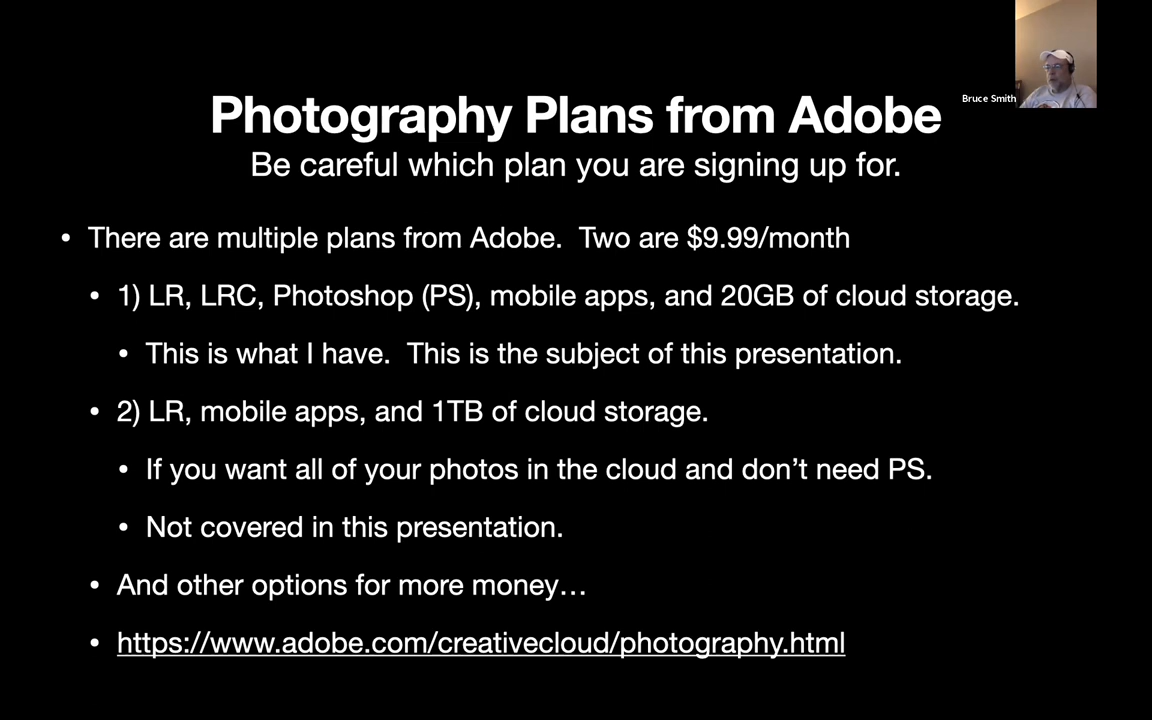 Bruce Smith
Photography Plans from Adobe
Be careful which plan you are signing up for.
• There are multiple plans from Adobe.  Two are $9.99/month
• 1) LR, LRC, Photoshop (PS), mobile apps, and 20GB of cloud storage.
• This is what I have.  This is the subject of this presentation.
• 2) LR, mobile apps, and 1TB of cloud storage.
• If you want all of your photos in the cloud and don’t need PS.
• Not covered in this presentation.
• And other options for more money…
• https://www.adobe.com/creativecloud/photography.html